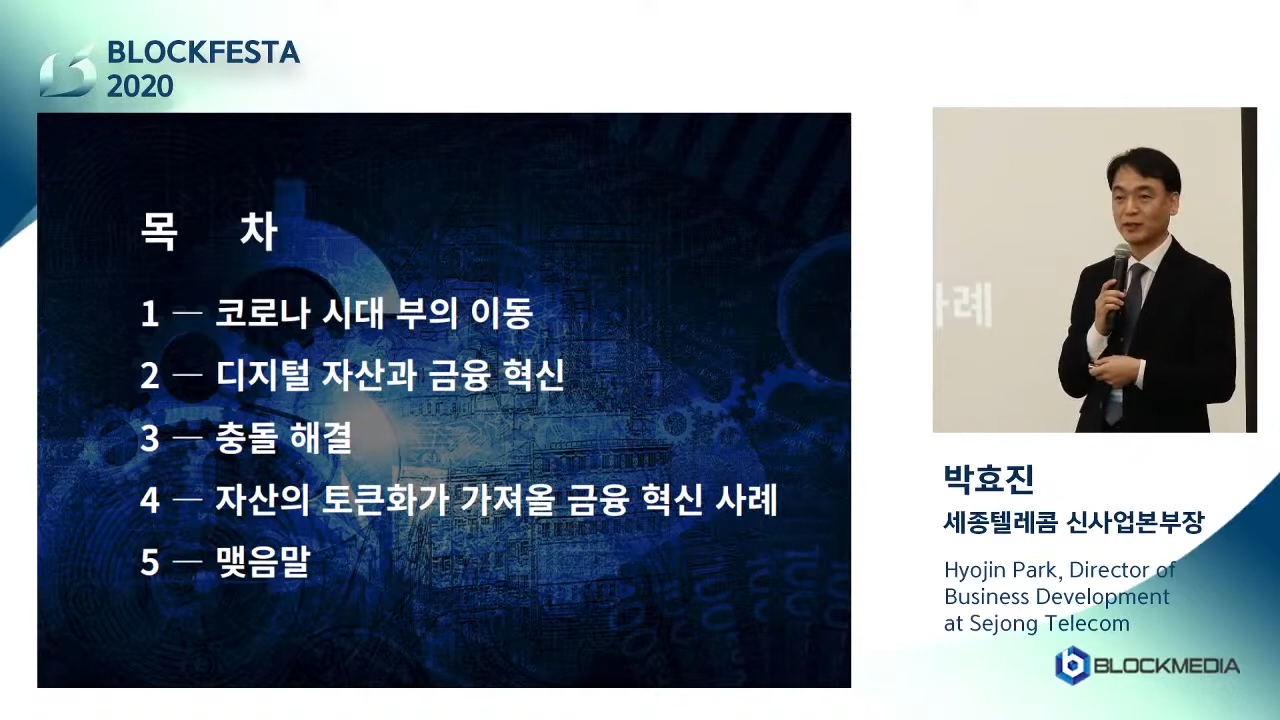 BLOCKFESTA
2020
목 차
1 — 코로나 시대 부의 이동
2 — 디지털 자산과 금융 혁신
3 — 충돌 해결
4 — 자산의 토큰화가 가져올 금융 혁신 사례
5 — 맺음말
사례
박효진
세종텔레콤 신사업본부장
Hyojin Park, Director of
Business Development
at Sejong Telecom
BLOCKMEDIA